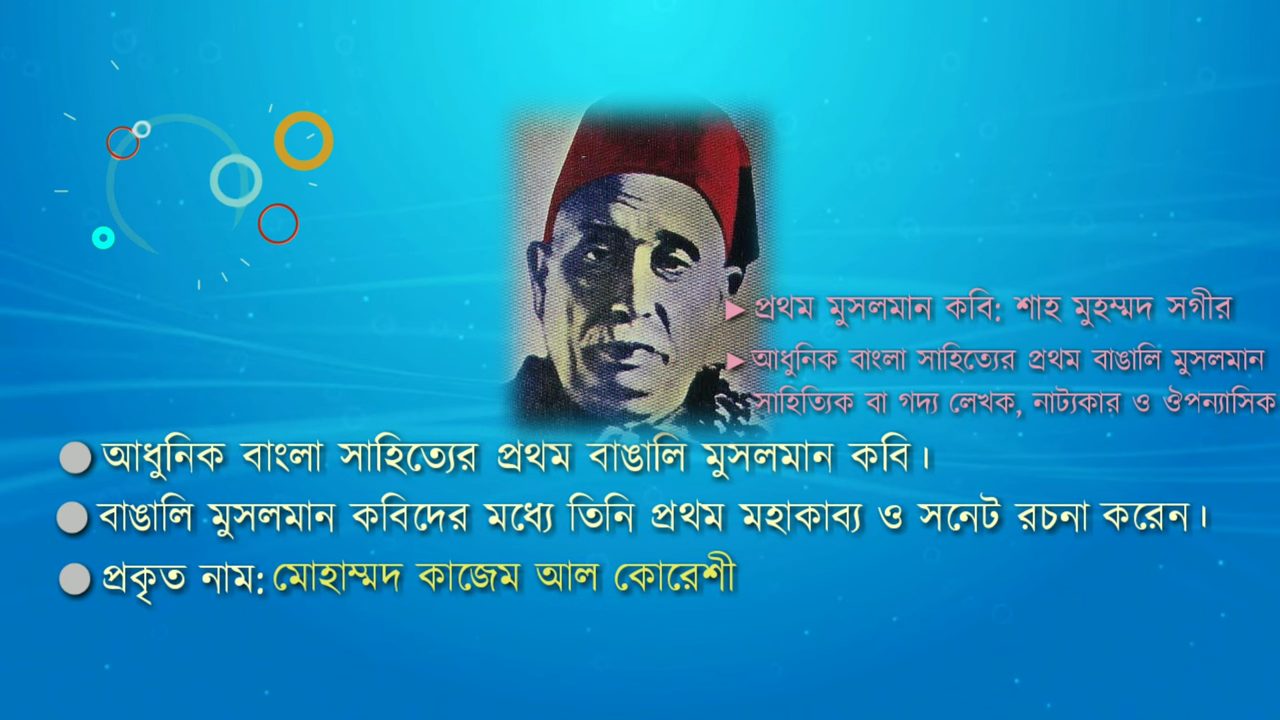 ▶ প্রথম মুসলমান কবি: শাহ মুহম্মদ সগীর
▶ আধুনিক বাংলা সাহিত্যের প্রথম বাঙালি মুসলমান
সাহিত্যিক বা গদ্য লেখক, নাট্যকার ও ঔপন্যাসিক
আধুনিক বাংলা সাহিত্যের প্রথম বাঙালি মুসলমান কবি।
বাঙালি মুসলমান কবিদের মধ্যে তিনি প্রথম মহাকাব্য ও সনেট রচনা করেন।
প্রকৃত নাম: মোহাম্মদ কাজেম আল কোরেশী